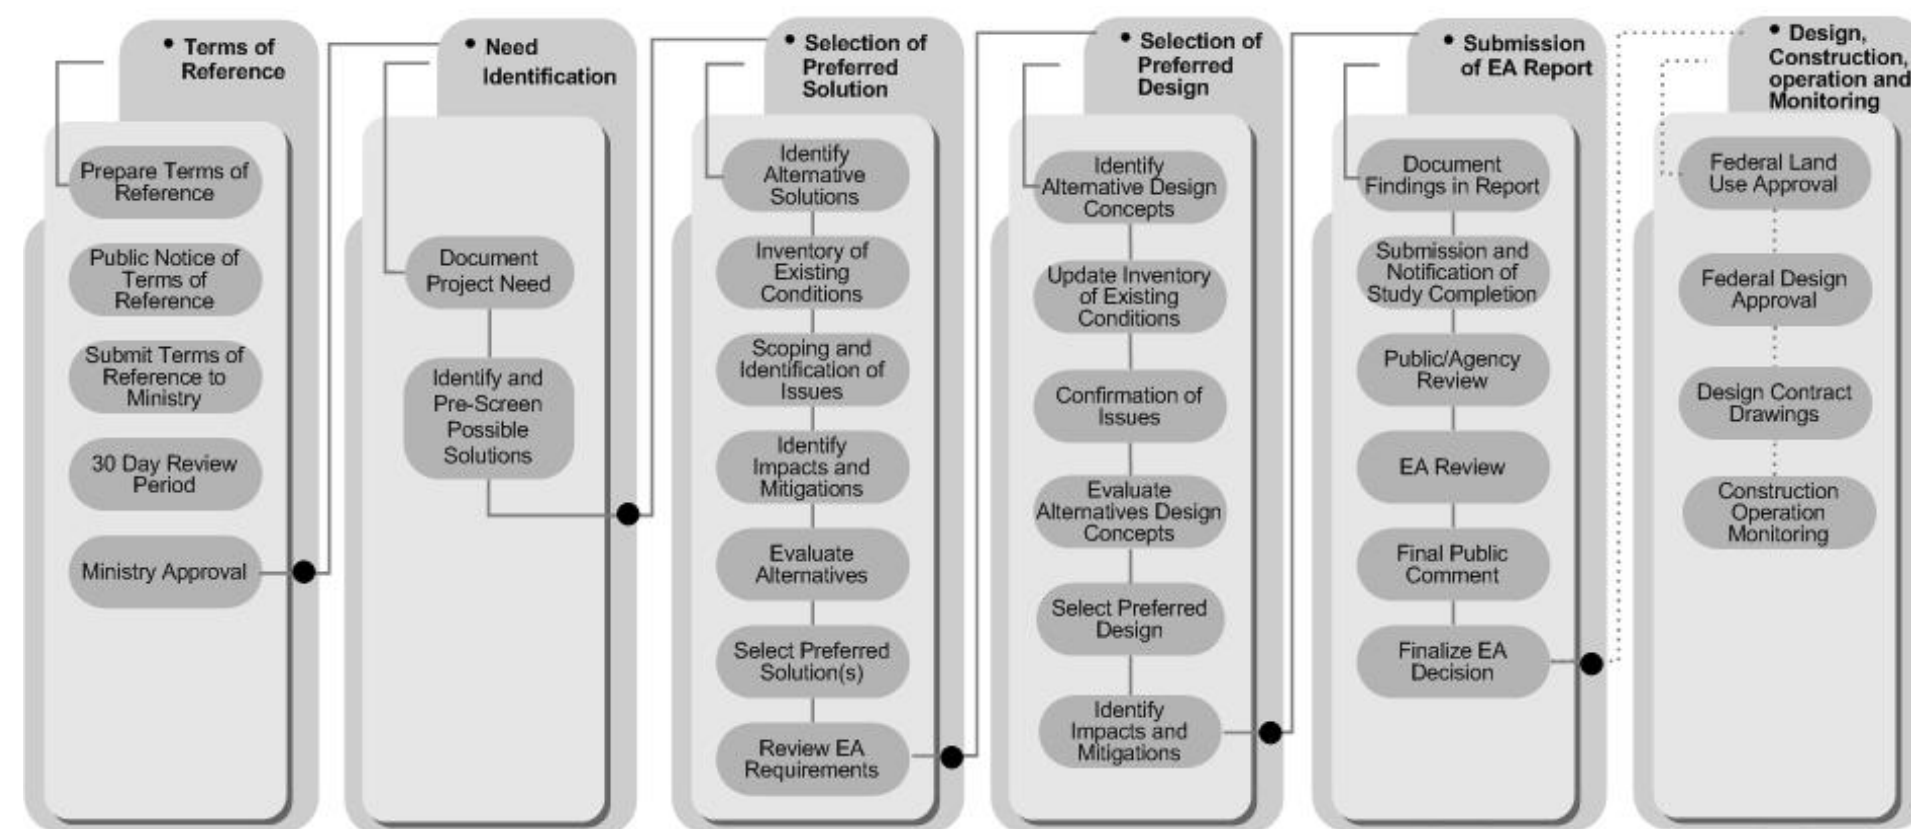 • Terms of
Reference
Prepare Terms of
Reference
Public Notice of
Terms of
Reference
Submit Terms of
Reference to
Ministry
30 Day Review
Period
Ministry Approval
• Need
Identification
Document
Project Need
Identify and
Pre-Screen
Possible
Solutions
• Selection of
Preferred
Solution
Identify
Alternative
Solutions
Inventory of
Existing
Conditions
Scoping and
Identification of
Issues
Identify
Impacts and
Mitigations
Evaluate
Alternatives
Select Preferred
Solution(s)
Review EA
Requirements
• Selection of
Preferred
Design
Identify
Alternative Design
Concepts
Update Inventory
of Existing
Conditions
Confirmation of
Issues
Evaluate
Alternatives Design
Concepts
Select Preferred
Design
Identify
Impacts and
Mitigations
• Submission
of EA Report
Document
Findings in Report
Submission and
Notification of
Study Completion
Public/Agency
Review
EA Review
Final Public
Comment
Finalize EA
Decision
• Design,
Construction,
operation and
Monitoring
Federal Land
Use Approval
Federal Design
Approval
Design Contract
Drawings
Construction
Operation
Monitoring